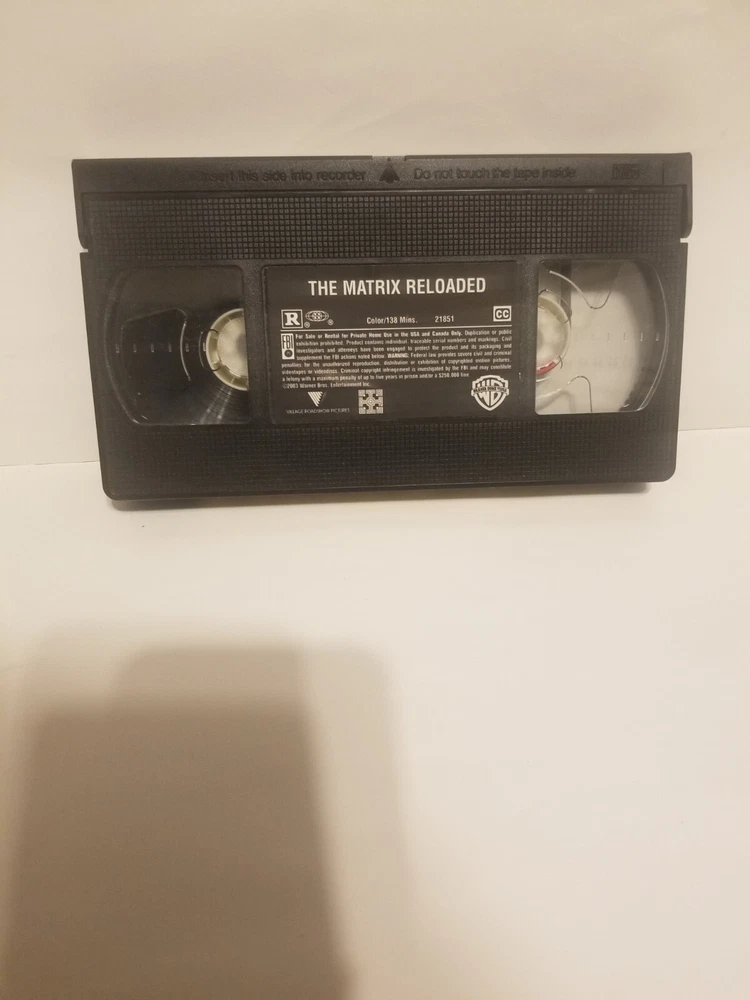 Insert this side into recorder Do not touch the tape inside
THE MATRIX RELOADED
R Color/138 Mins. 21851 CC
FBI For Sale or Rental for Private Home Use in the USA and Canada Only. Duplication or public
exhibition prohibited. Product contains individual, traceable serial numbers and markings. Civil
investigators and attorneys have been engaged to protect the product and its packaging and
supplement the FBI actions noted below. WARNING: Federal law provides severe civil and criminal
penalties for the unauthorized reproduction, distribution or exhibition of copyrighted motion pictures,
videotapes or videodiscs. Criminal copyright infringement is investigated by the FBI and may constitute
a felony with a maximum penalty of up to five years in prison and/or a $250,000 fine.
©2003 Warner Bros. Entertainment Inc.
VILLAGE ROADSHOW PICTURES
WB